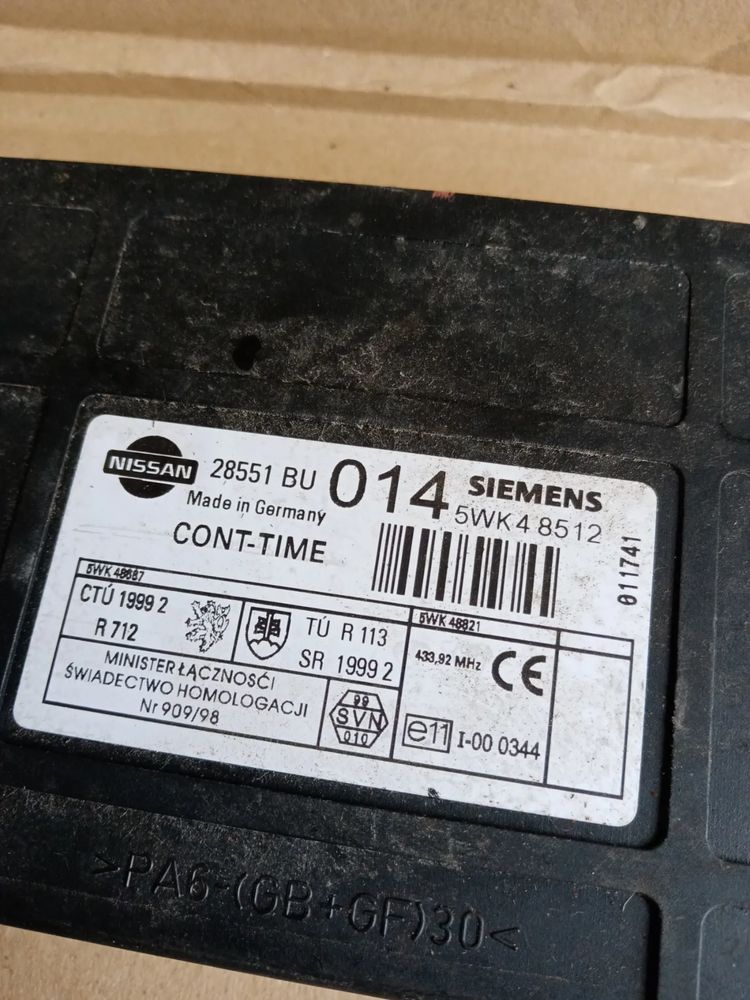 NISSAN 28551 BU 014 SIEMENS
Made in Germany 5WK4 8512
CONT-TIME
011741
5WK 48687
CTÚ 1999 2
R 712
TÚ R 113
SR 1999 2
5WK 48821
433,92 MHz CE
MINISTER ŁĄCZNOŚĆI
ŚWIADECTWO HOMOLOGACJI
Nr 909/98
99
SVN
010
e11 I-00 0344
>PA6-(GB+GF)30<